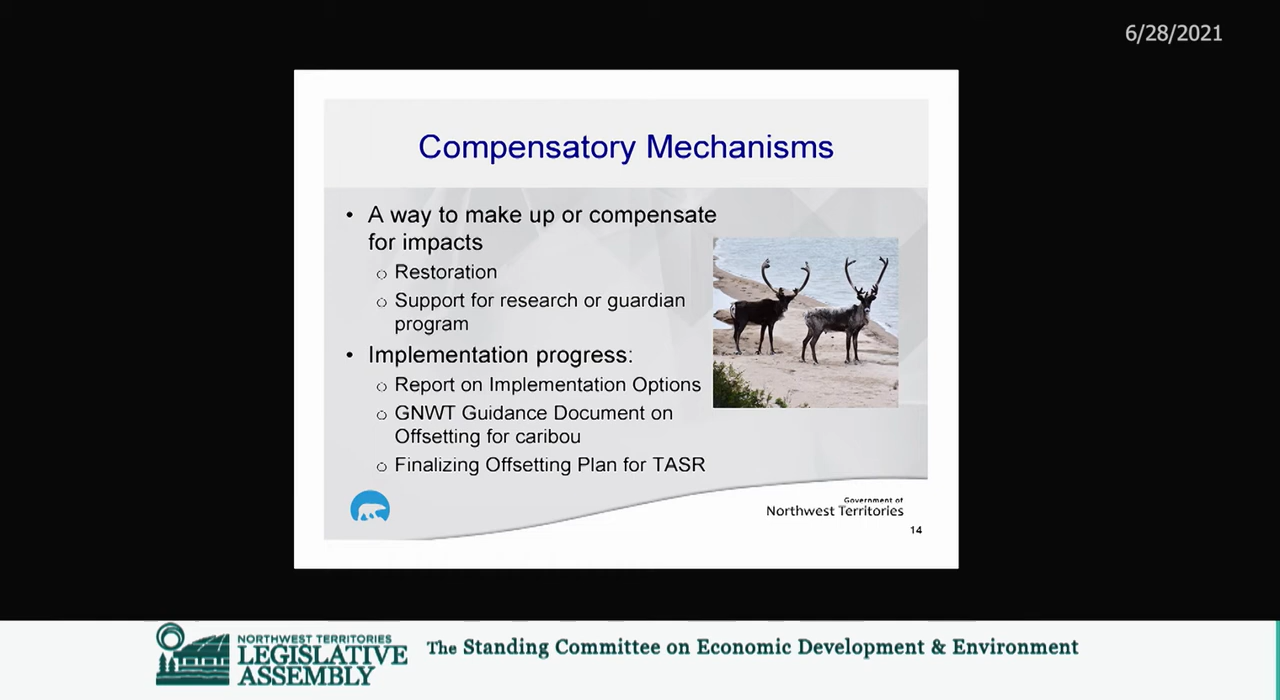 6/28/2021
Compensatory Mechanisms
• A way to make up or compensate
for impacts
o Restoration
o Support for research or guardian
program
• Implementation progress:
o Report on Implementation Options
o GNWT Guidance Document on
Offsetting for caribou
o Finalizing Offsetting Plan for TASR
Government of
Northwest Territories
14
NORTHWEST TERRITORIES
LEGISLATIVE
ASSEMBLY
The Standing Committee on Economic Development & Environment